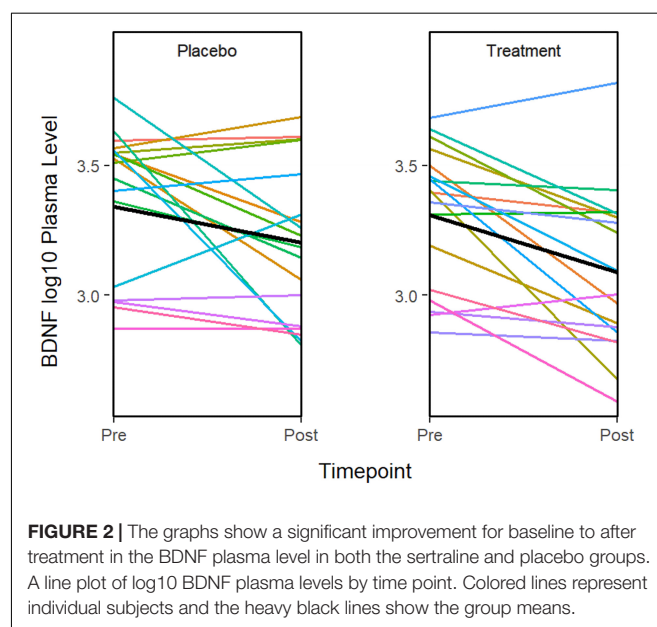 Placebo
Treatment
BDNF log10 Plasma Level
3.5
3.0
3.5
3.0
Pre
Post
Pre
Post
Timepoint
FIGURE 2 | The graphs show a significant improvement for baseline to after
treatment in the BDNF plasma level in both the sertraline and placebo groups.
A line plot of log10 BDNF plasma levels by time point. Colored lines represent
individual subjects and the heavy black lines show the group means.